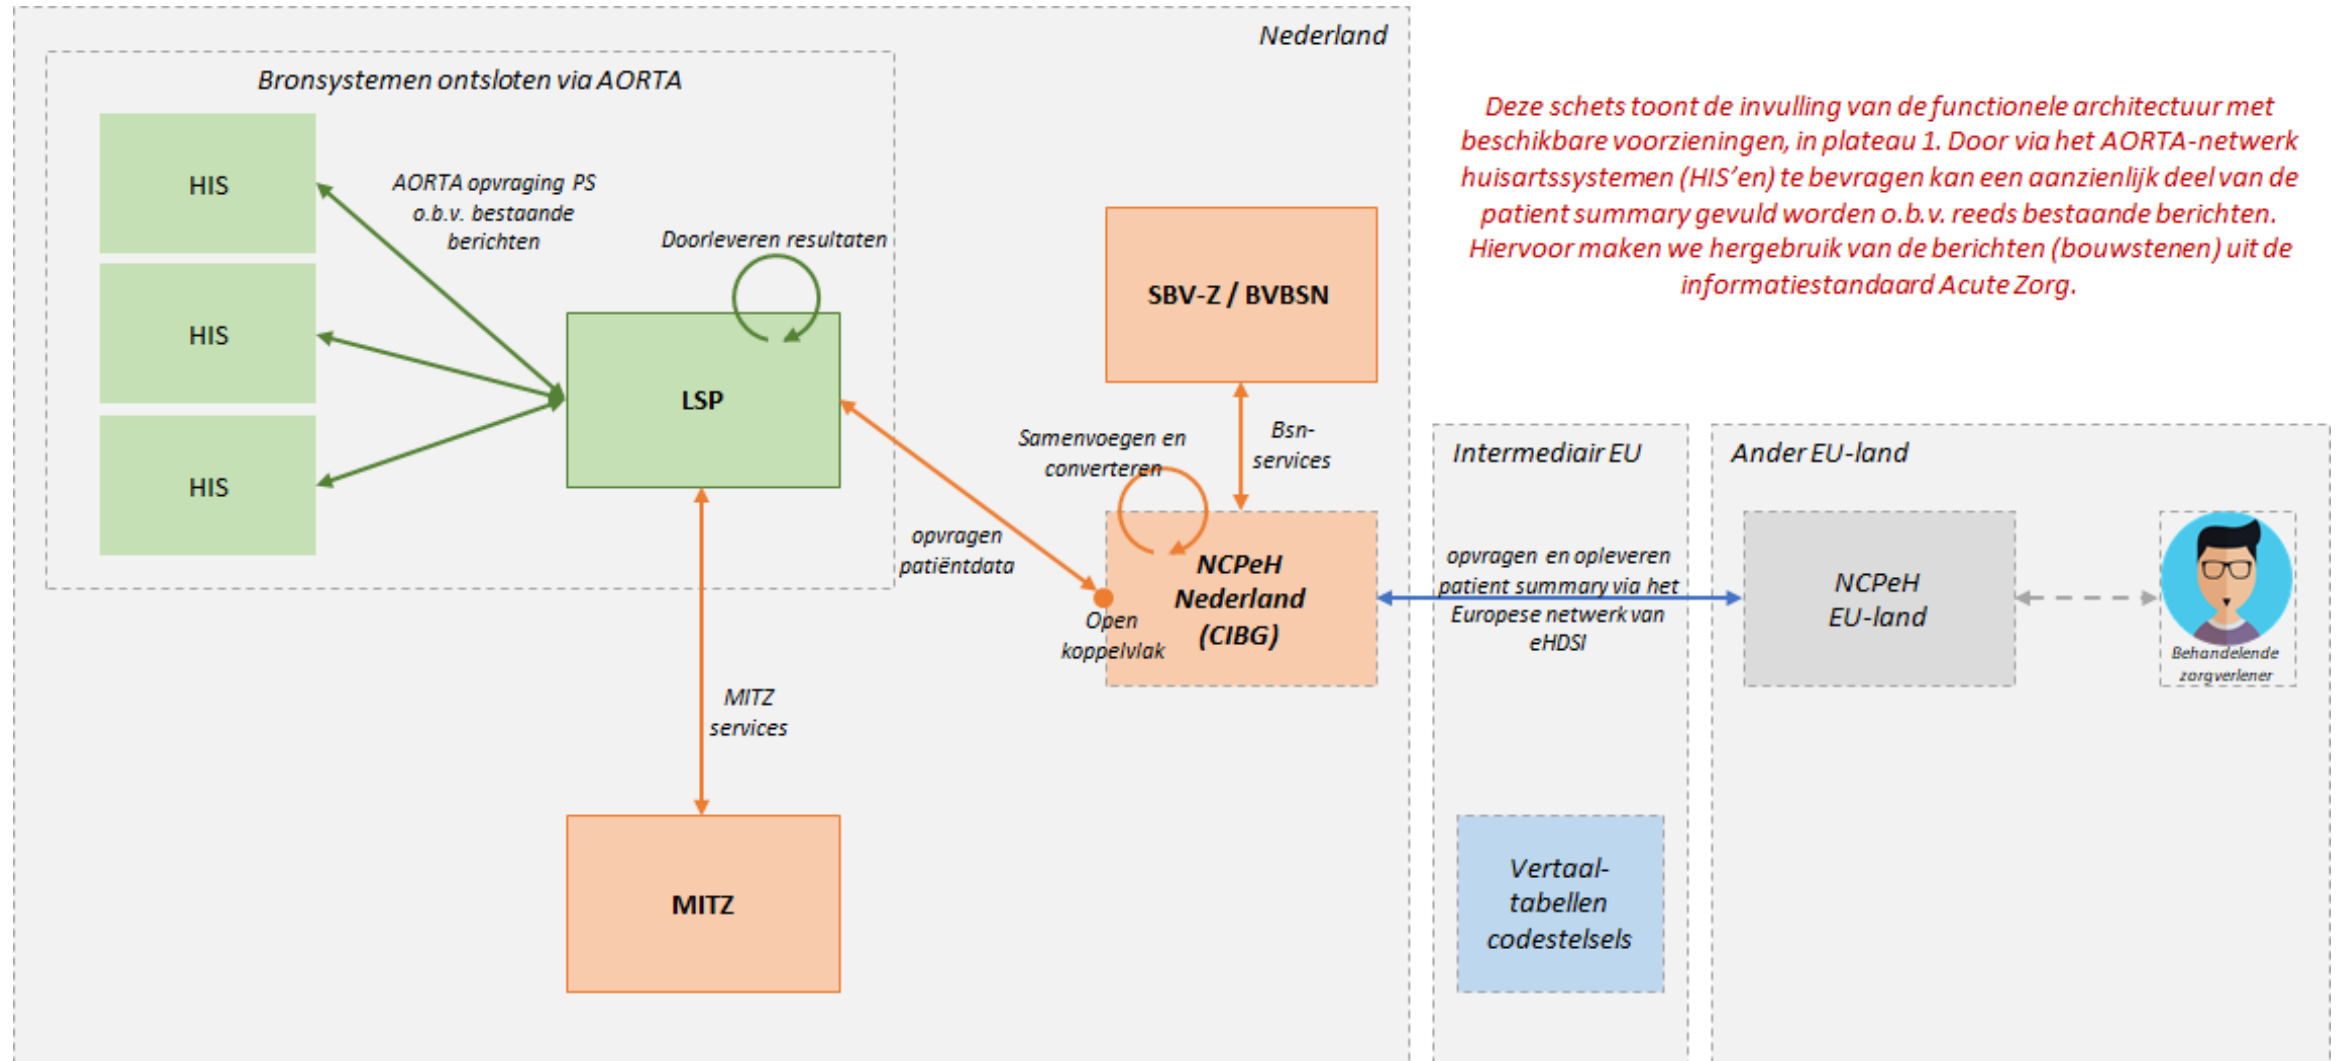 Nederland
Bronsystemen ontsloten via AORTA
HIS
HIS
HIS
AORTA opvraging PS
o.b.v. bestaande
berichten
Doorleveren resultaten
LSP
SBV-Z / BVBSN
Bsn-
services
Samenvoegen en
converteren
opvragen
patiëntdata
NCPeH
Nederland
(CIBG)
Open
koppelvlak
MITZ
services
MITZ
Deze schets toont de invulling van de functionele architectuur met
beschikbare voorzieningen, in plateau 1. Door via het AORTA-netwerk
huisartssystemen (HIS’en) te bevragen kan een aanzienlijk deel van de
patient summary gevuld worden o.b.v. reeds bestaande berichten.
Hiervoor maken we hergebruik van de berichten (bouwstenen) uit de
informatiestandaard Acute Zorg.
Intermediair EU
opvragen en opleveren
patient summary via het
Europese netwerk van
eHDSI
Vertaal-
tabellen
codestelsels
Ander EU-land
NCPeH
EU-land
Behandelende
zorgverlener